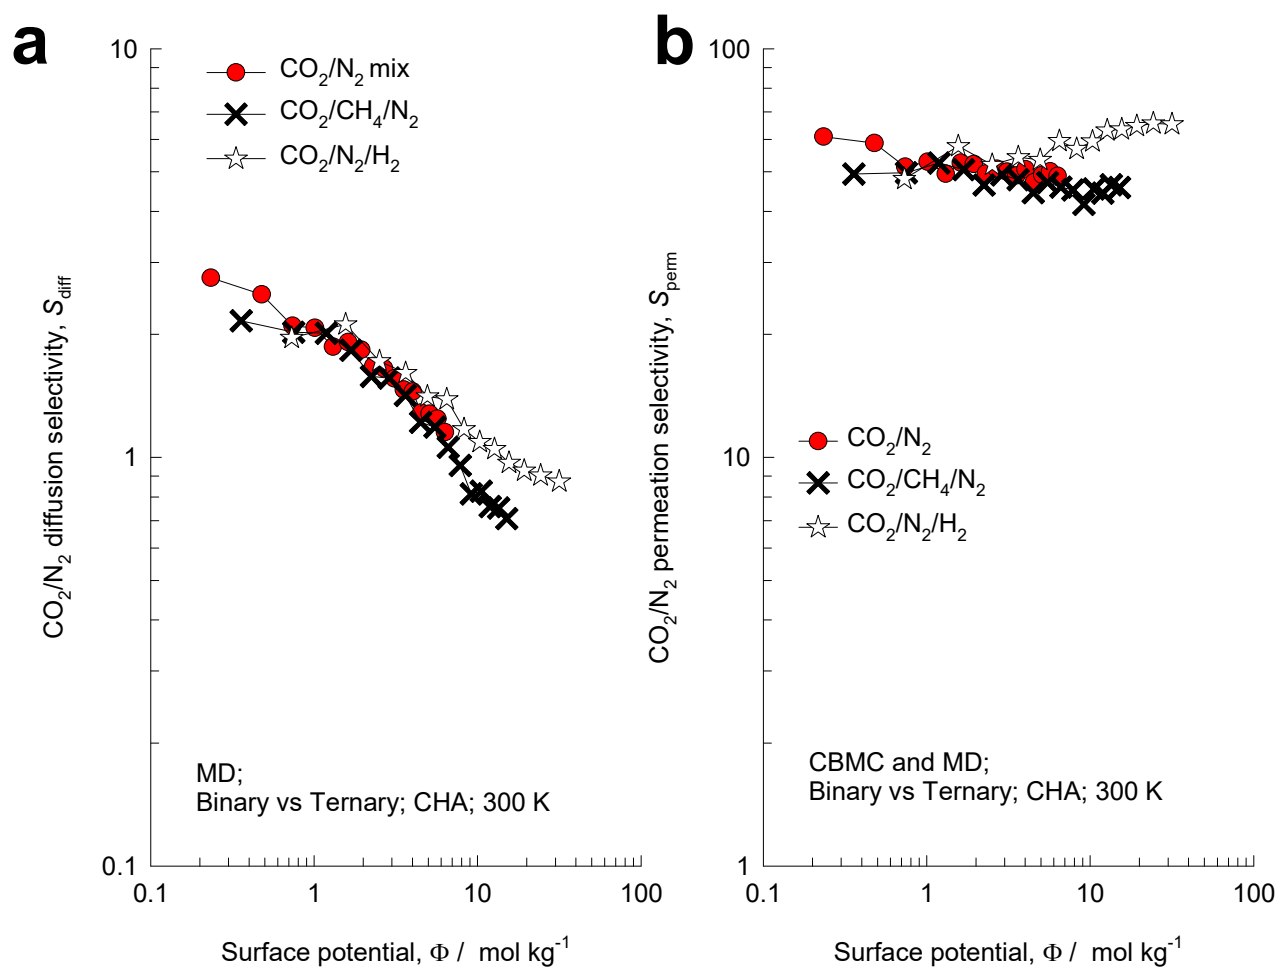 a
10
1
0.1
CO₂/N₂ mix
CO₂/CH₄/N₂
CO₂/N₂/H₂
CO₂/N₂ diffusion selectivity, S_diff
MD;
Binary vs Ternary; CHA; 300 K
0.1 1 10 100
Surface potential, Φ / mol kg⁻¹
b
100
10
1
CO₂/N₂ permeation selectivity, S_perm
CO₂/N₂
CO₂/CH₄/N₂
CO₂/N₂/H₂
CBMC and MD;
Binary vs Ternary; CHA; 300 K
0.1 1 10 100
Surface potential, Φ / mol kg⁻¹